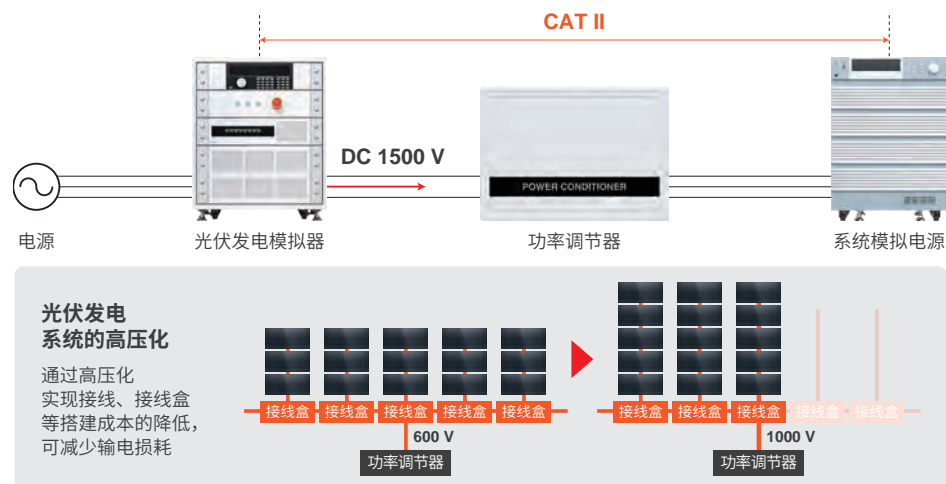 CAT II
DC 1500 V
POWER CONDITIONER
电源
光伏发电模拟器
功率调节器
系统模拟电源
光伏发电
系统的高压化
通过高压化
实现接线、接线盒
等搭建成本的降低，
可减少输电损耗
接线盒 接线盒 接线盒 接线盒 接线盒
600 V
功率调节器
接线盒 接线盒 接线盒 接线盒 接线盒
1000 V
功率调节器